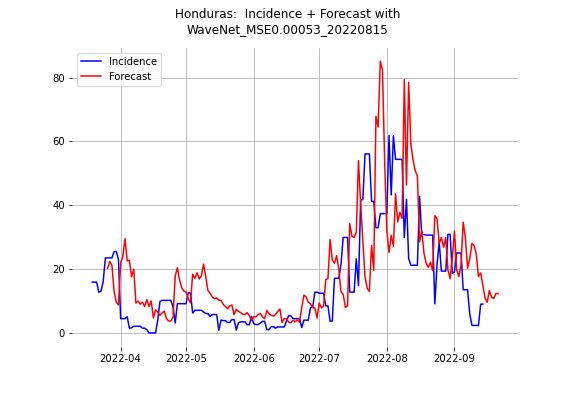 Honduras:  Incidence + Forecast with
WaveNet_MSE0.00053_20220815
Incidence
Forecast
80
60
40
20
0
2022-04 2022-05 2022-06 2022-07 2022-08 2022-09